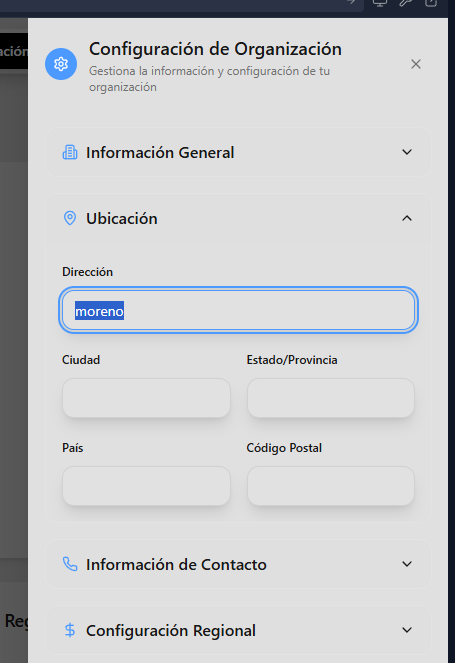 Configuración de Organización
Gestiona la información y configuración de tu
organización
ación
Información General
Ubicación
Dirección
moreno
Ciudad Estado/Provincia
País Código Postal
Información de Contacto
Configuración Regional